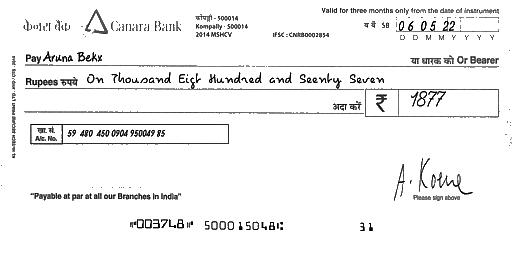 Valid for three months only from the date of instrument
केनरा बैंक Canara Bank
कोंपल्ली - 500014
Kompally - 500014
2014 MSHCV
IFSC : CNRB0002854
SB 06 05 22
D D M M Y Y Y Y
Pay Aruna Bekx या धारक को Or Bearer
Rupees रुपये On Thousand Eigt Hundred and Seenty Seven
अदा करें ₹ 1877
खा. सं.
A/c. No. 59 480 450 0904 950049 85
A. Kome
Please sign above
"Payable at par at all our Branches in India"
⑈003748⑈ 500015048⑆ 31